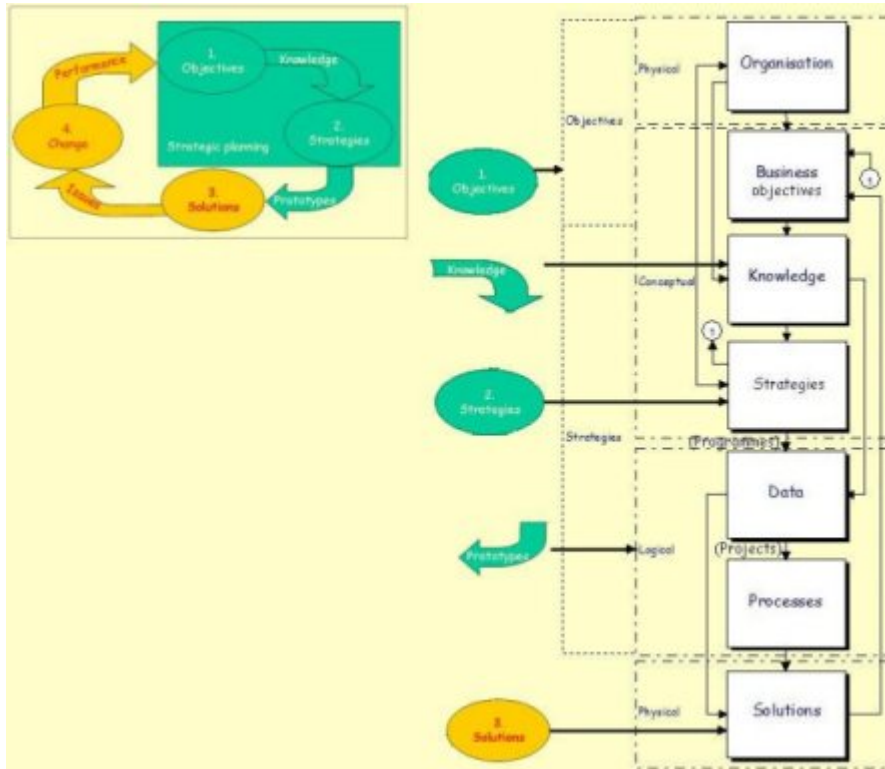 1.
Objectives
Knowledge
2.
Strategies
Prototypes
3.
Solutions
Issues
4.
Change
Performance
Strategic planning
1.
Objectives
Knowledge
2.
Strategies
Prototypes
3.
Solutions
Objectives
Strategies
Physical
Conceptual
Logical
Physical
Organisation
Business
objectives
1
Knowledge
1
Strategies
(Programmes)
Data
(Projects)
Processes
Solutions